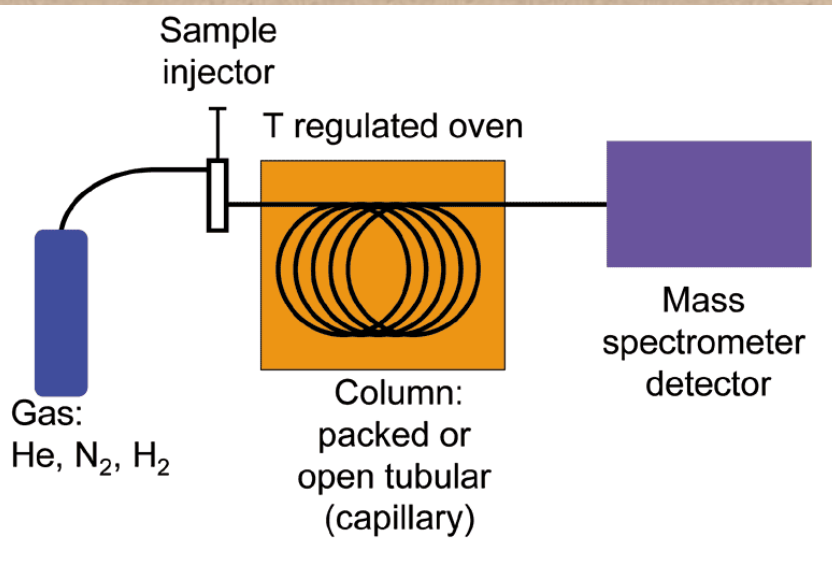 Sample
injector
T regulated oven
Mass
spectrometer
detector
Gas:
He, N₂, H₂
Column:
packed or
open tubular
(capillary)